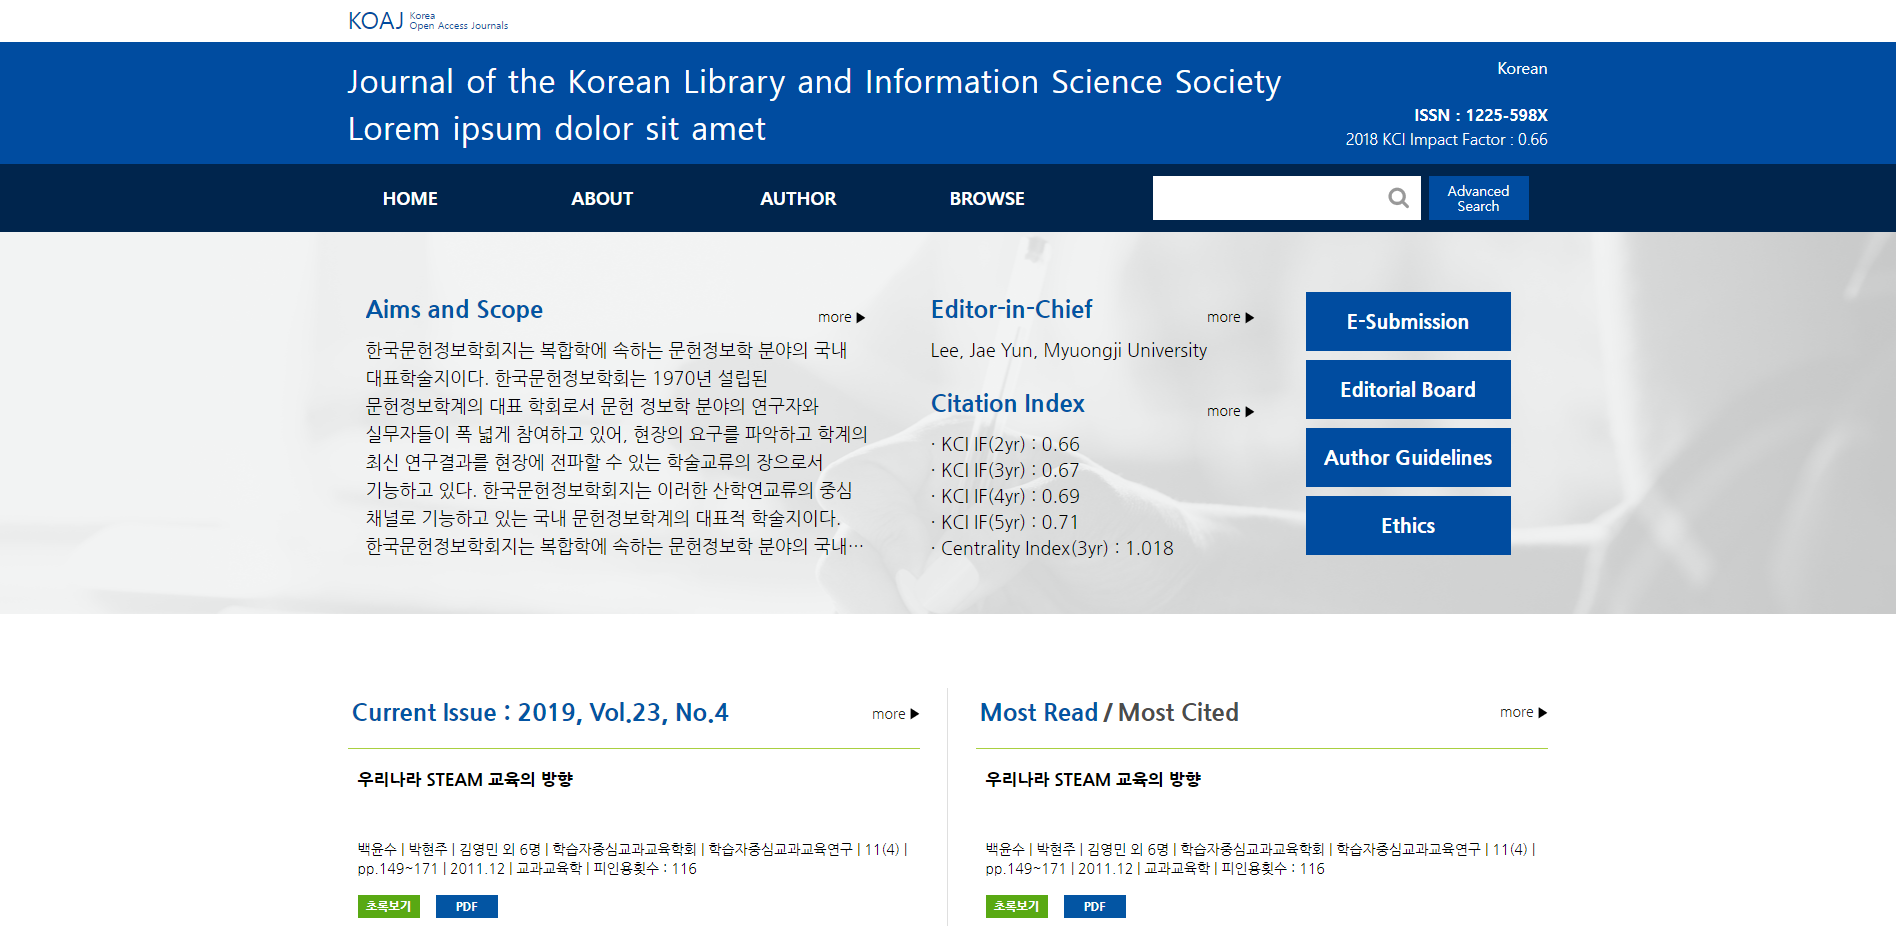 KOAJ Korea
Open Access Journals
Journal of the Korean Library and Information Science Society
Lorem ipsum dolor sit amet
Korean
ISSN : 1225-598X
2018 KCI Impact Factor : 0.66
HOME
ABOUT
AUTHOR
BROWSE
Advanced
Search
Aims and Scope
more ▶
한국문헌정보학회지는 복합학에 속하는 문헌정보학 분야의 국내
대표학술지이다. 한국문헌정보학회는 1970년 설립된
문헌정보학계의 대표 학회로서 문헌 정보학 분야의 연구자와
실무자들이 폭 넓게 참여하고 있어, 현장의 요구를 파악하고 학계의
최신 연구결과를 현장에 전파할 수 있는 학술교류의 장으로서
기능하고 있다. 한국문헌정보학회지는 이러한 산학연교류의 중심
채널로 기능하고 있는 국내 문헌정보학계의 대표적 학술지이다.
한국문헌정보학회지는 복합학에 속하는 문헌정보학 분야의 국내…
Editor-in-Chief
more ▶
Lee, Jae Yun, Myuongji University
Citation Index
more ▶
· KCI IF(2yr) : 0.66
· KCI IF(3yr) : 0.67
· KCI IF(4yr) : 0.69
· KCI IF(5yr) : 0.71
· Centrality Index(3yr) : 1.018
E-Submission
Editorial Board
Author Guidelines
Ethics
Current Issue : 2019, Vol.23, No.4
more ▶
우리나라 STEAM 교육의 방향
백윤수 | 박현주 | 김영민 외 6명 | 학습자중심교과교육학회 | 학습자중심교과교육연구 | 11(4) |
pp.149~171 | 2011.12 | 교과교육학 | 피인용횟수 : 116
초록보기
PDF
Most Read / Most Cited
more ▶
우리나라 STEAM 교육의 방향
백윤수 | 박현주 | 김영민 외 6명 | 학습자중심교과교육학회 | 학습자중심교과교육연구 | 11(4) |
pp.149~171 | 2011.12 | 교과교육학 | 피인용횟수 : 116
초록보기
PDF